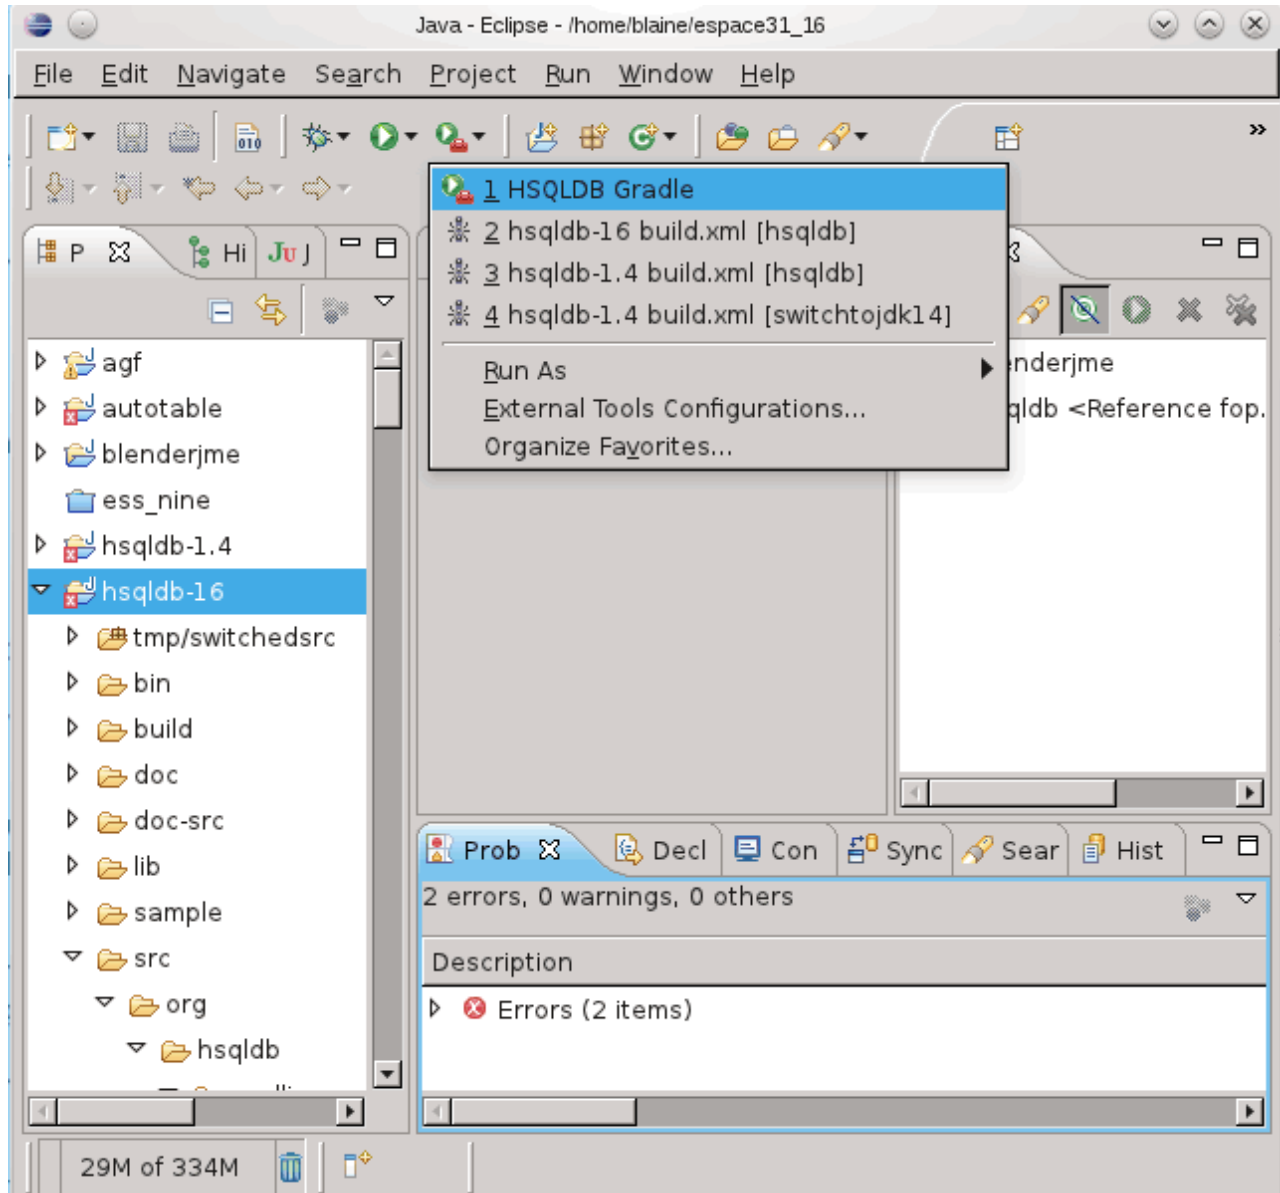 Java - Eclipse - /home/blaine/espace31_16
File Edit Navigate Search Project Run Window Help
010
»
1 HSQLDB Gradle
2 hsqldb-16 build.xml [hsqldb]
3 hsqldb-1.4 build.xml [hsqldb]
4 hsqldb-1.4 build.xml [switchtojdk14]
Run As
External Tools Configurations...
Organize Favorites...
P Hi Ju J
agf
autotable
blenderjme
ess_nine
hsqldb-1.4
hsqldb-16
tmp/switchedsrc
bin
build
doc
doc-src
lib
sample
src
org
hsqldb
enderjme
qldb <Reference fop.
Prob Decl Con Sync Sear Hist
2 errors, 0 warnings, 0 others
Description
Errors (2 items)
29M of 334M